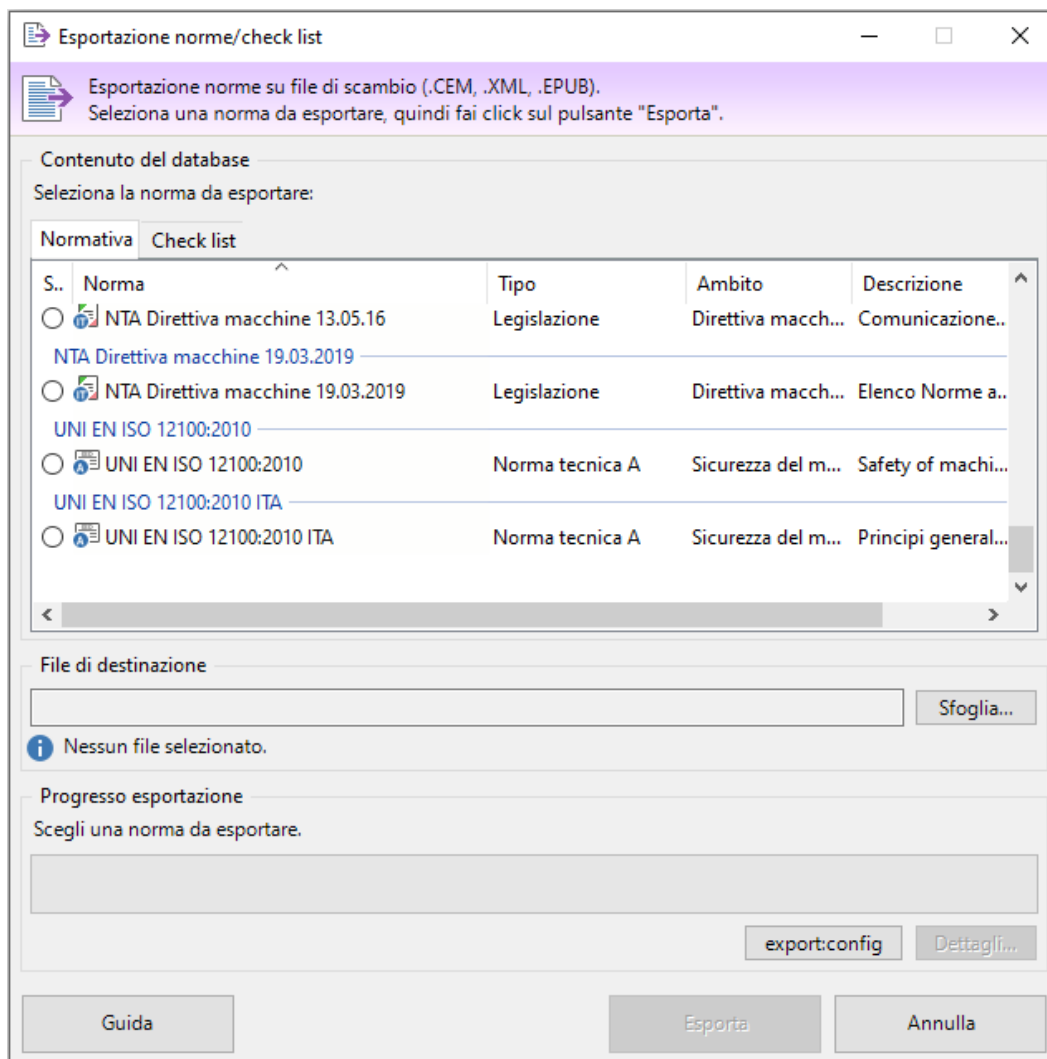 Esportazione norme/check list
Esportazione norme su file di scambio (.CEM, .XML, .EPUB).
Seleziona una norma da esportare, quindi fai click sul pulsante "Esporta".
Contenuto del database
Seleziona la norma da esportare:
Normativa Check list
S.. Norma Tipo Ambito Descrizione
NTA Direttiva macchine 13.05.16 Legislazione Direttiva macch... Comunicazione..
NTA Direttiva macchine 19.03.2019
NTA Direttiva macchine 19.03.2019 Legislazione Direttiva macch... Elenco Norme a..
UNI EN ISO 12100:2010
UNI EN ISO 12100:2010 Norma tecnica A Sicurezza del m... Safety of machi...
UNI EN ISO 12100:2010 ITA
UNI EN ISO 12100:2010 ITA Norma tecnica A Sicurezza del m... Principi general...
File di destinazione
Sfoglia...
Nessun file selezionato.
Progresso esportazione
Scegli una norma da esportare.
export:config Dettagli...
Guida Esporta Annulla